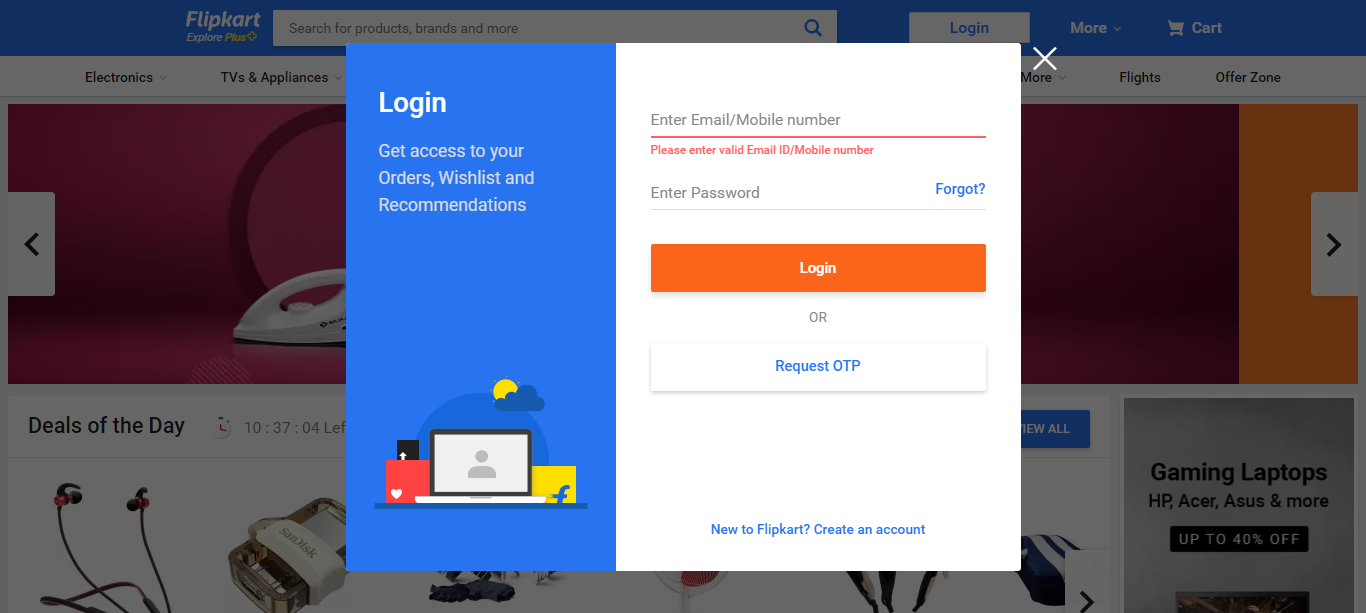 Flipkart
Explore Plus
Search for products, brands and more
Login
More
Cart
Electronics
TVs & Appliances
More
Flights
Offer Zone
Login
Get access to your
Orders, Wishlist and
Recommendations
Enter Email/Mobile number
Please enter valid Email ID/Mobile number
Enter Password
Forgot?
Login
OR
Request OTP
New to Flipkart? Create an account
Deals of the Day
10 : 37 : 04 Lef
VIEW ALL
SanDisk
Gaming Laptops
HP, Acer, Asus & more
UP TO 40% OFF